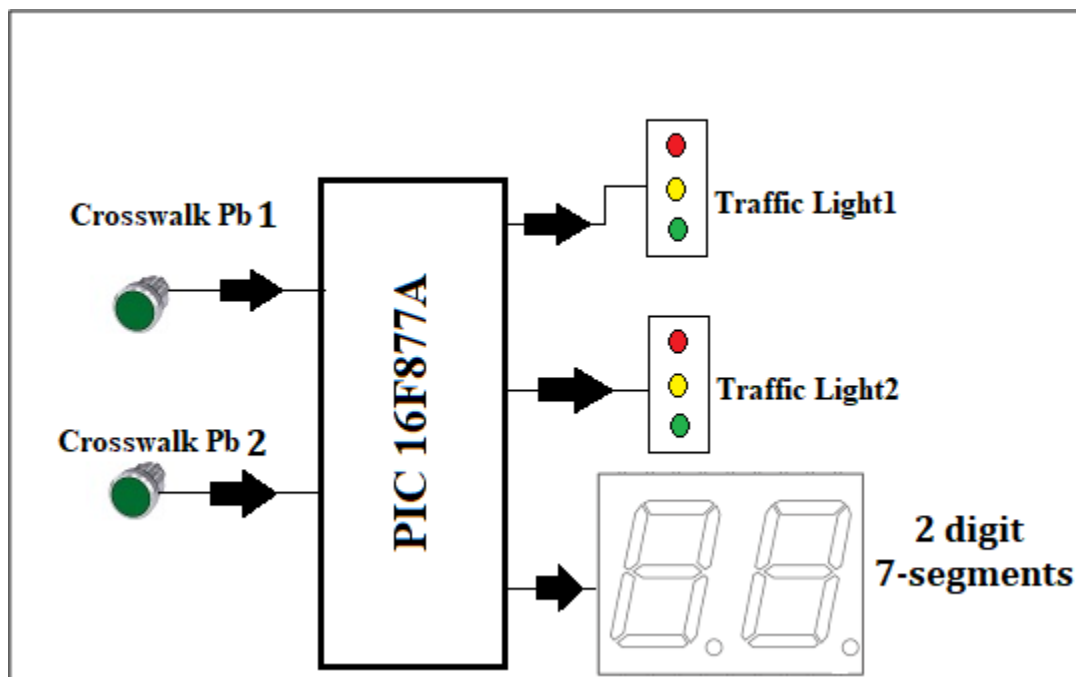 Crosswalk Pb 1
Traffic Light1
PIC 16F877A
Traffic Light2
Crosswalk Pb 2
2 digit
7-segments